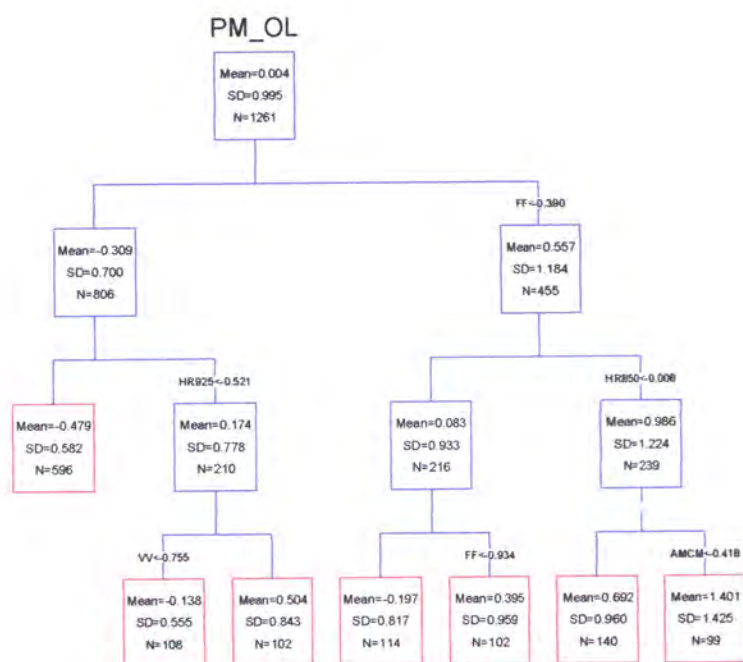 PM_OL
Mean=0.004
SD=0.995
N=1261
FF<-0.390
Mean=-0.309
SD=0.700
N=806
Mean=0.557
SD=1.184
N=455
HR925<-0.521
HR850<-0.008
Mean=-0.479
SD=0.582
N=596
Mean=0.174
SD=0.778
N=210
Mean=0.083
SD=0.933
N=216
Mean=0.986
SD=1.224
N=239
VV<-0.755
FF<-0.934
AMCM<-0.418
Mean=-0.138
SD=0.555
N=108
Mean=0.504
SD=0.843
N=102
Mean=-0.197
SD=0.817
N=114
Mean=0.395
SD=0.959
N=102
Mean=0.692
SD=0.960
N=140
Mean=1.401
SD=1.425
N=99